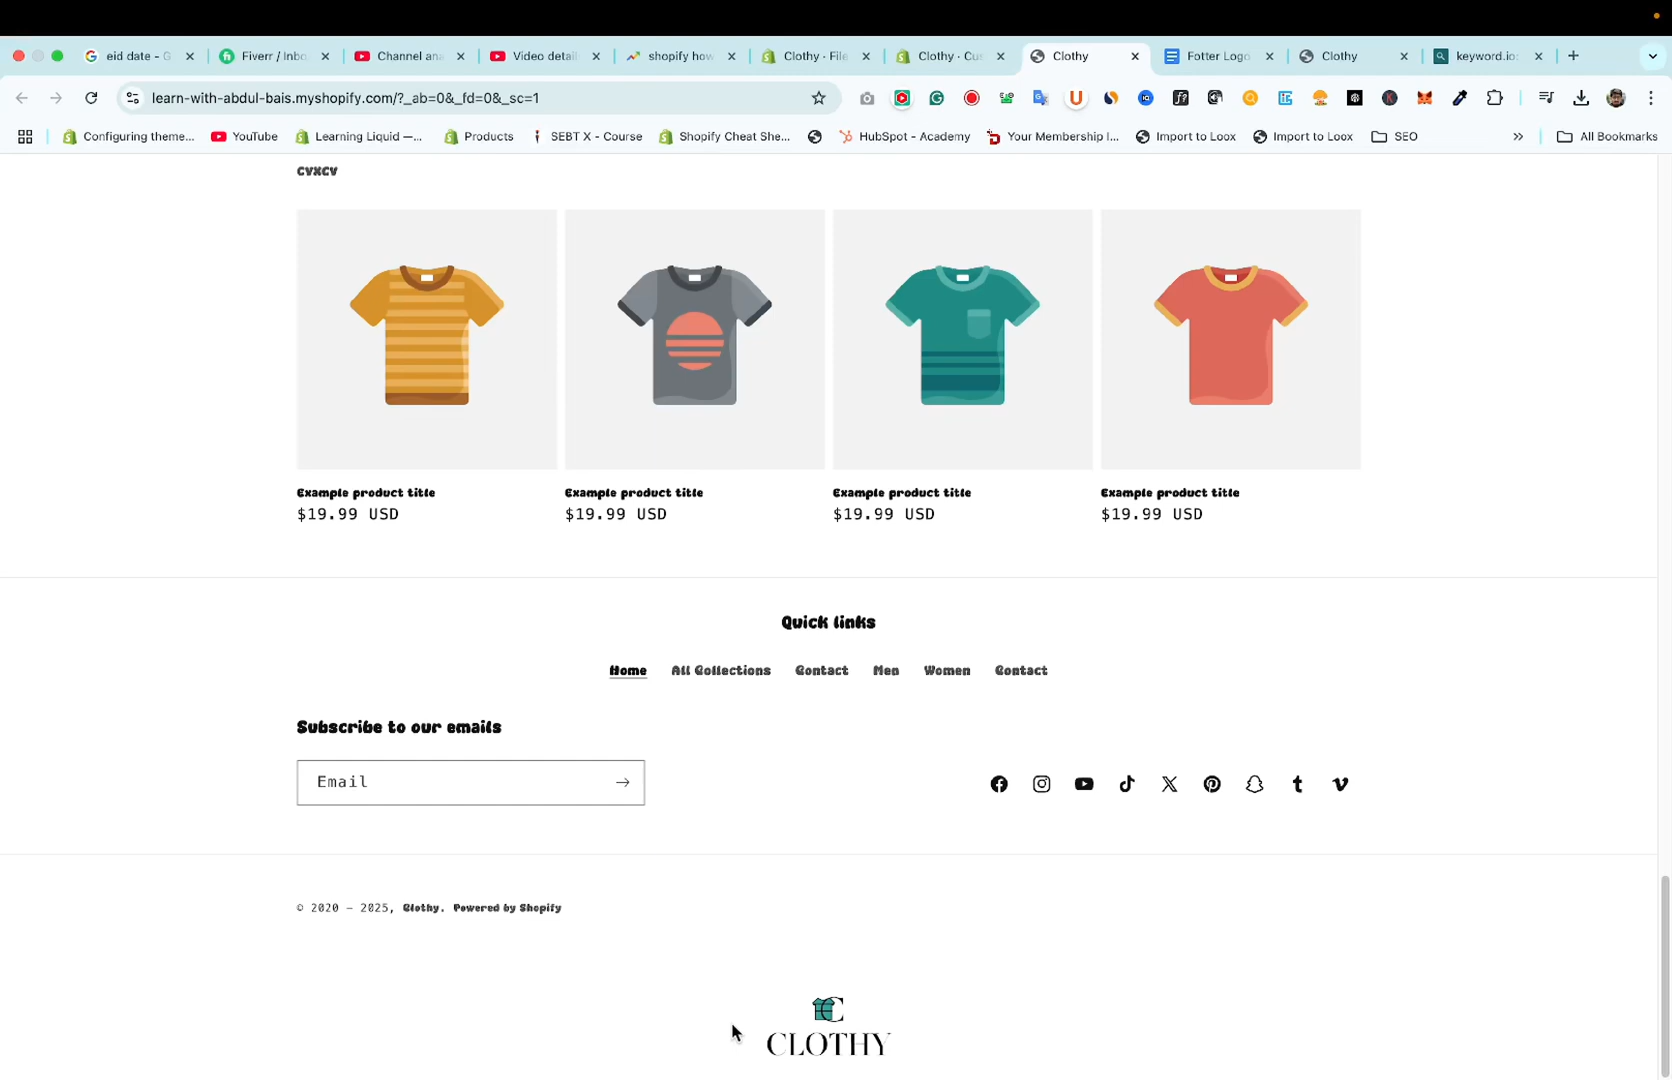 eid date - G
Fiverr / Inbo
Channel ana
Video detail
shopify how
Clothy · File
Clothy · Cus
Clothy
Fotter Logo
Clothy
keyword.io:
learn-with-abdul-bais.myshopify.com/?_ab=0&_fd=0&_sc=1
Configuring theme...
YouTube
Learning Liquid —...
Products
SEBT X - Course
Shopify Cheat She...
HubSpot - Academy
Your Membership I...
Import to Loox
Import to Loox
SEO
»
All Bookmarks
cvxcv
Example product title
$19.99 USD
Example product title
$19.99 USD
Example product title
$19.99 USD
Example product title
$19.99 USD
Quick links
Home All Collections Contact Men Women Contact
Subscribe to our emails
Email
© 2020 – 2025, Clothy. Powered by Shopify
CLOTHY